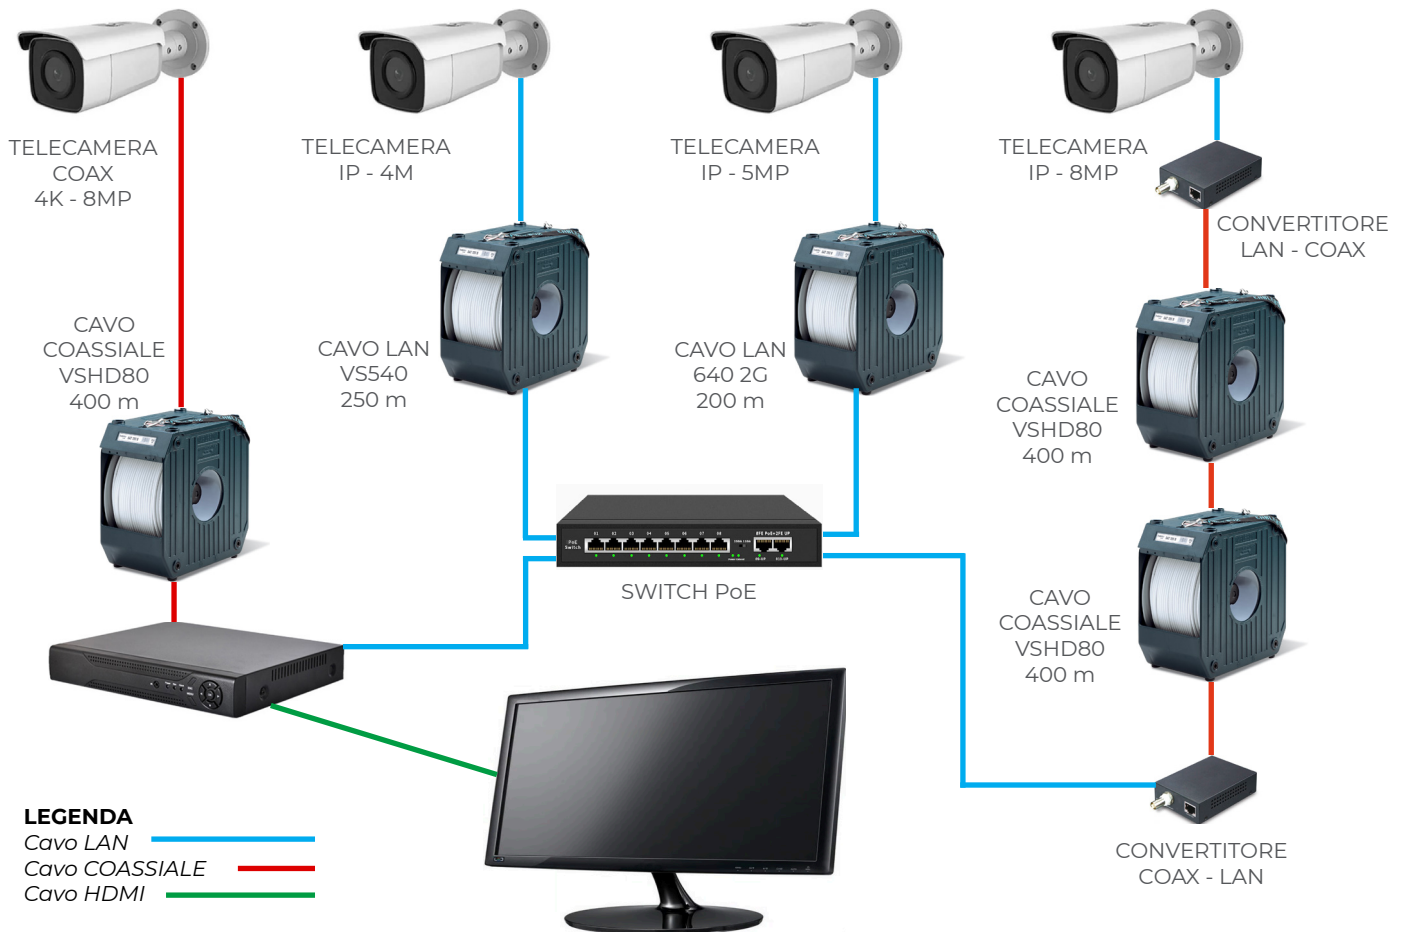 TELECAMERA
COAX
4K - 8MP
TELECAMERA
IP - 4M
TELECAMERA
IP - 5MP
TELECAMERA
IP - 8MP
CONVERTITORE
LAN - COAX
CAVO
COASSIALE
VSHD80
400 m
CAVO LAN
VS540
250 m
CAVO LAN
640 2G
200 m
CAVO
COASSIALE
VSHD80
400 m
PoE
Switch
SWITCH PoE
CAVO
COASSIALE
VSHD80
400 m
CONVERTITORE
COAX - LAN
LEGENDA
Cavo LAN
Cavo COASSIALE
Cavo HDMI